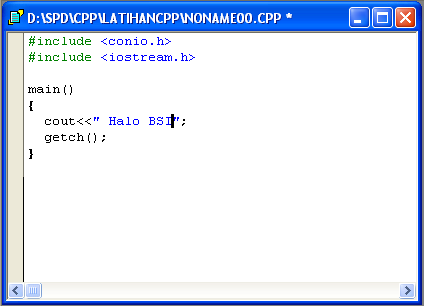 D:\SPD\CPP\LATIHANCPP\NONAME00.CPP *
#include <conio.h>
#include <iostream.h>
main()
{
cout<<" Halo BSI";
getch();
}